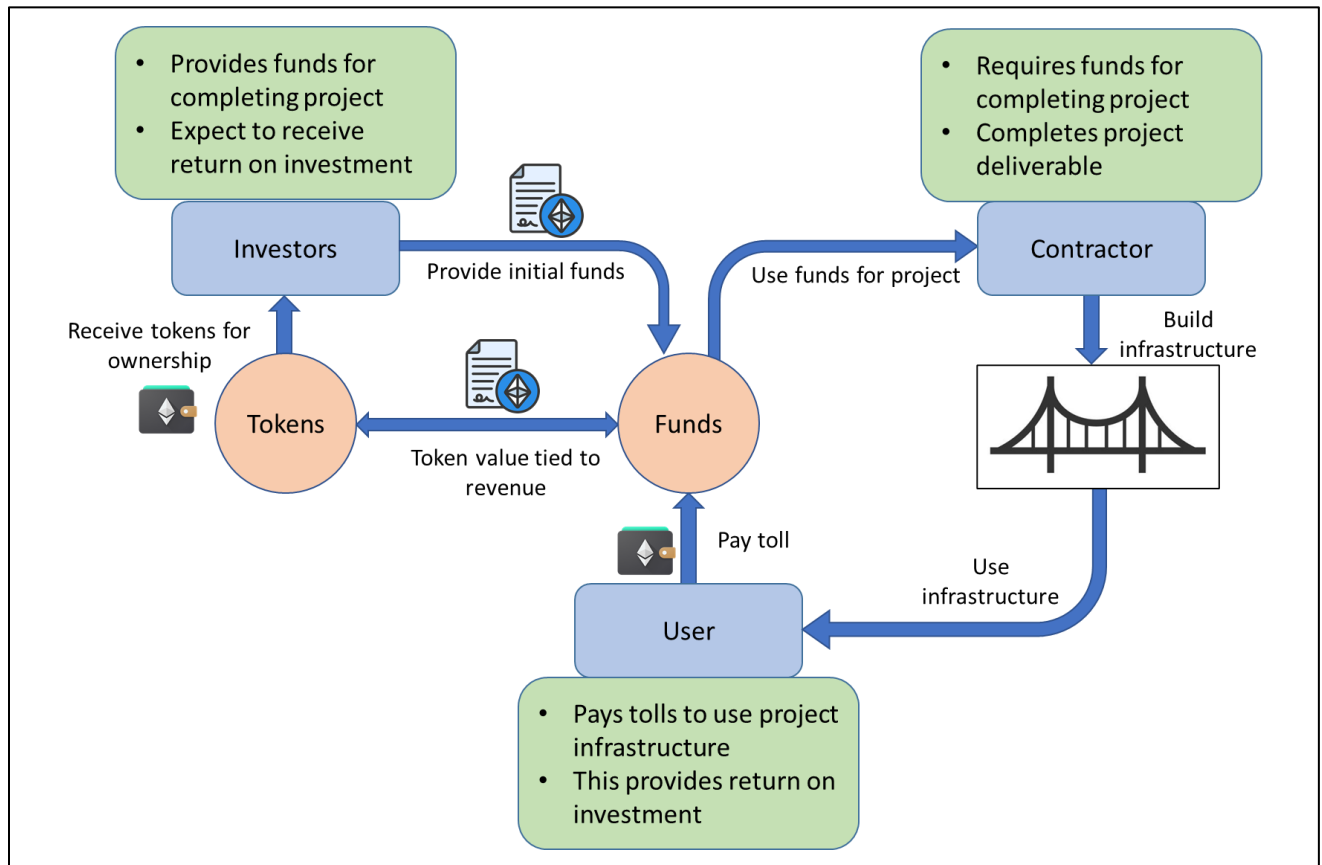 • Provides funds for
completing project
• Expect to receive
return on investment
• Requires funds for
completing project
• Completes project
deliverable
Investors
Provide initial funds
Use funds for project
Contractor
Receive tokens for
ownership
Build
infrastructure
Tokens
Token value tied to
revenue
Funds
Pay toll
Use
infrastructure
User
• Pays tolls to use project
infrastructure
• This provides return on
investment